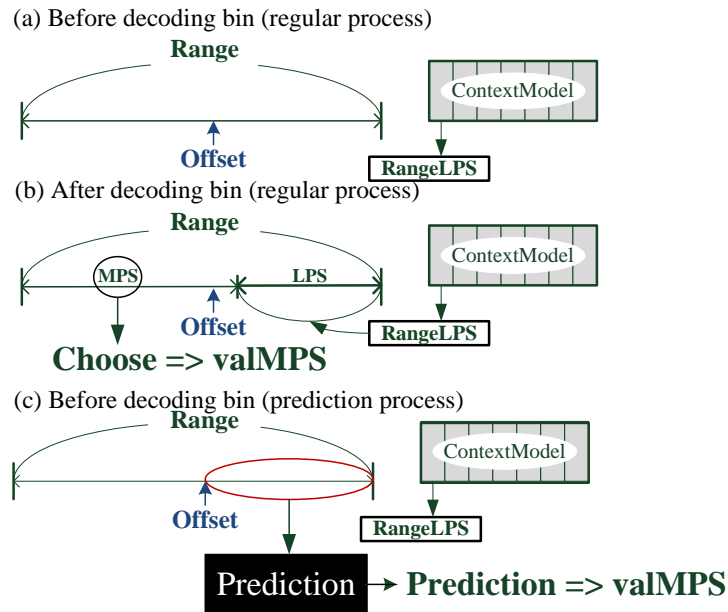 (a) Before decoding bin (regular process)
Range
ContextModel
Offset
RangeLPS
(b) After decoding bin (regular process)
Range
MPS
LPS
ContextModel
Offset
RangeLPS
Choose => valMPS
(c) Before decoding bin (prediction process)
Range
ContextModel
Offset
RangeLPS
Prediction
Prediction => valMPS